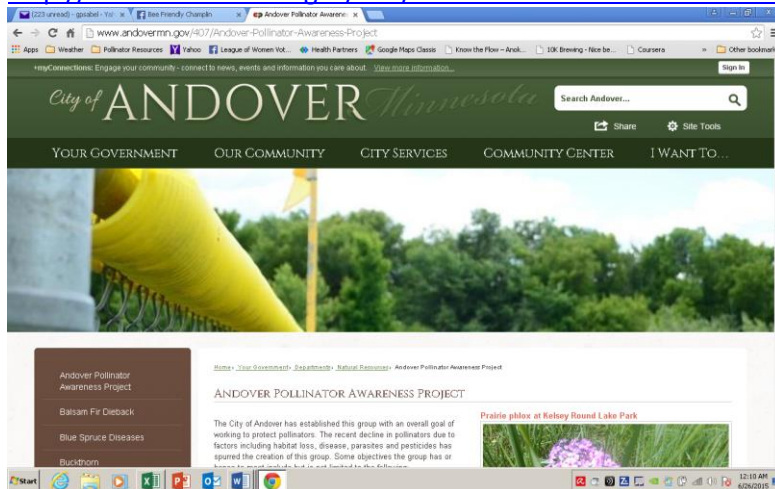 (223 unread) - gpsabel - Ya!
Bee Friendly Champlin
Andover Pollinator Awarene
www.andovermn.gov/407/Andover-Pollinator-Awareness-Project
Apps Weather Pollinator Resources Yahoo League of Women Vot... Health Partners Google Maps Classis Know the Flow – Anok... 10K Brewing - Nice be... Coursera » Other bookmark
+myConnections: Engage your community - connect to news, events and information you care about. View more information...
Sign In
City of ANDOVER Minnesota
Search Andover...
Share Site Tools
YOUR GOVERNMENT OUR COMMUNITY CITY SERVICES COMMUNITY CENTER I WANT TO...
Andover Pollinator
Awareness Project
Balsam Fir Dieback
Blue Spruce Diseases
Buckthorn
Home › Your Government › Departments › Natural Resources › Andover Pollinator Awareness Project
ANDOVER POLLINATOR AWARENESS PROJECT
The City of Andover has established this group with an overall goal of
working to protect pollinators. The recent decline in pollinators due to
factors including habitat loss, disease, parasites and pesticides has
spurred the creation of this group. Some objectives the group has or
Prairie phlox at Kelsey Round Lake Park
Start
12:10 AM
6/26/2015